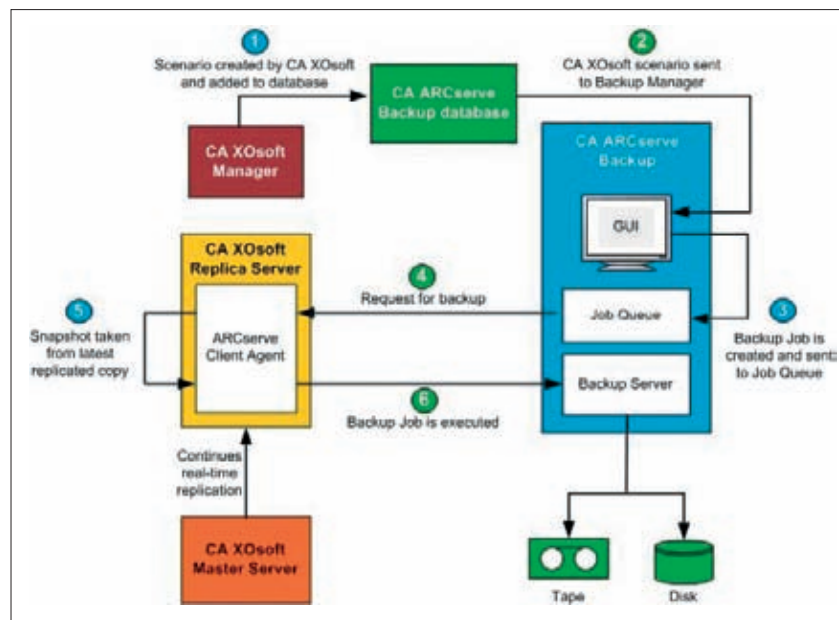 1
Scenario created by CA XOsoft
and added to database
2
CA XOsoft scenario sent
to Backup Manager
CA ARCserve
Backup database
CA XOsoft
Manager
CA ARCserve
Backup
GUI
CA XOsoft
Replica Server
4
Request for backup
5
Snapshot taken
from latest
replicated copy
ARCserve
Client Agent
Job Queue
3
Backup Job is
created and sent:
to Job Queue
Backup Server
6
Backup Job is executed
Continues
real-time
replication
CA XOsoft
Master Server
Tape
Disk